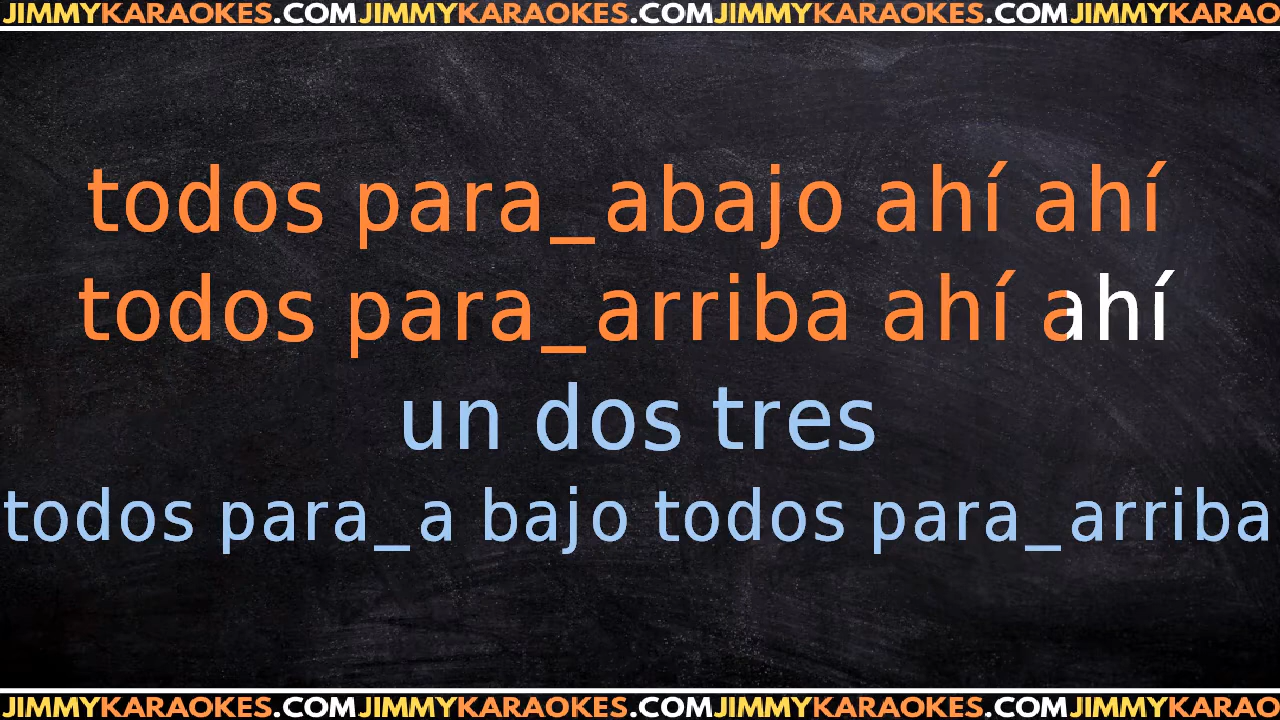 JIMMYKARAOKES.COMJIMMYKARAOKES.COMJIMMYKARAOKES.COMJIMMYKARAO
todos para_abajo ahí ahí
todos para_arriba ahí ahí
un dos tres
todos para_a bajo todos para_arriba
JIMMYKARAOKES.COMJIMMYKARAOKES.COMJIMMYKARAOKES.COMJIMMYKARAO